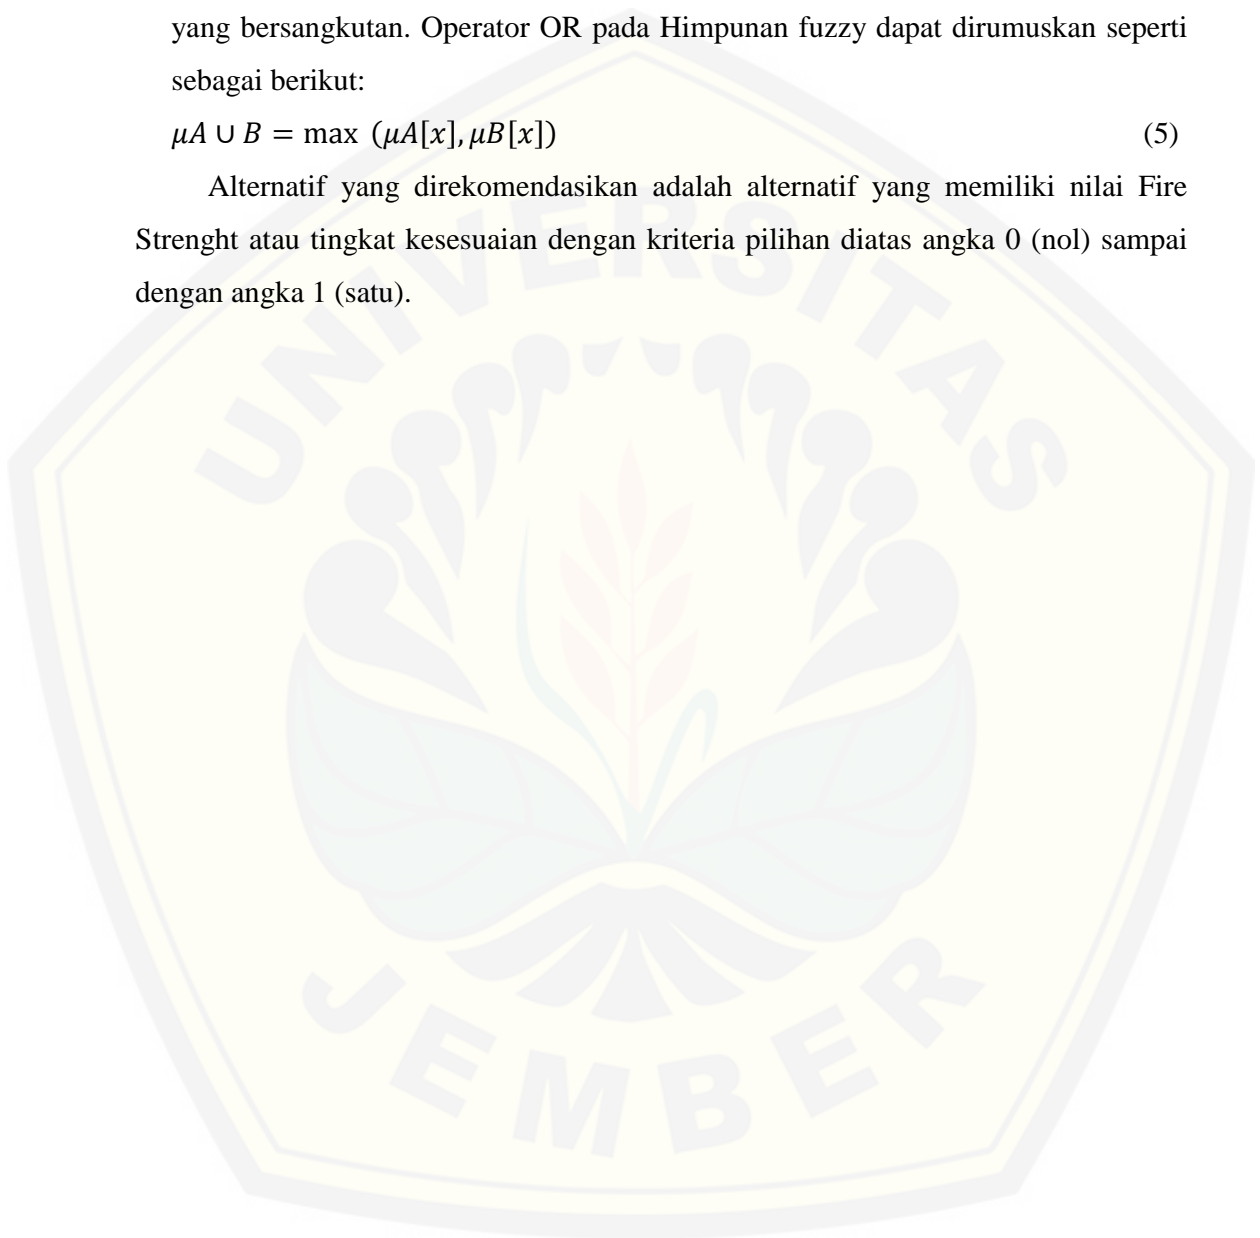 yang bersangkutan. Operator OR pada Himpunan fuzzy dapat dirumuskan seperti
sebagai berikut:
𝜇𝐴 ∪ 𝐵 = max (𝜇𝐴[𝑥], 𝜇𝐵[𝑥]) (5)
Alternatif yang direkomendasikan adalah alternatif yang memiliki nilai Fire
Strenght atau tingkat kesesuaian dengan kriteria pilihan diatas angka 0 (nol) sampai
dengan angka 1 (satu).
UNIVERSITAS
JEMBER